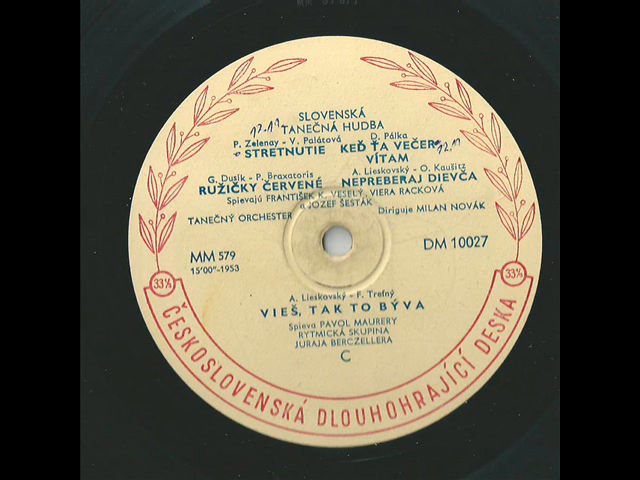 SLOVENSKÁ
TANEČNÁ HUDBA
P. Zelenay - V. Palátová
D. Pálka
STRETNUTIE
KEĎ ŤA VEČER
VÍTAM
G. Dusík - P. Braxatoris
A. Lieskovský - O. Kaušitz
RUŽIČKY ČERVENÉ
NEPREBERAJ DIEVČA
Spievajú FRANTIŠEK K. VESELÝ, VIERA RACKOVÁ
a JOZEF ŠESTÁK
TANEČNÝ ORCHESTER
Diriguje MILAN NOVÁK
MM 579
DM 10027
15'00"-1953
33⅓
33⅓
A. Lieskovský - F. Trefný
VIEŠ, TAK TO BÝVA
Spieva PAVOL MAURERY
RYTMICKÁ SKUPINA
JURAJA BERCZELLERA
C
ČESKOSLOVENSKÁ DLOUHOHRAJÍCÍ DESKA